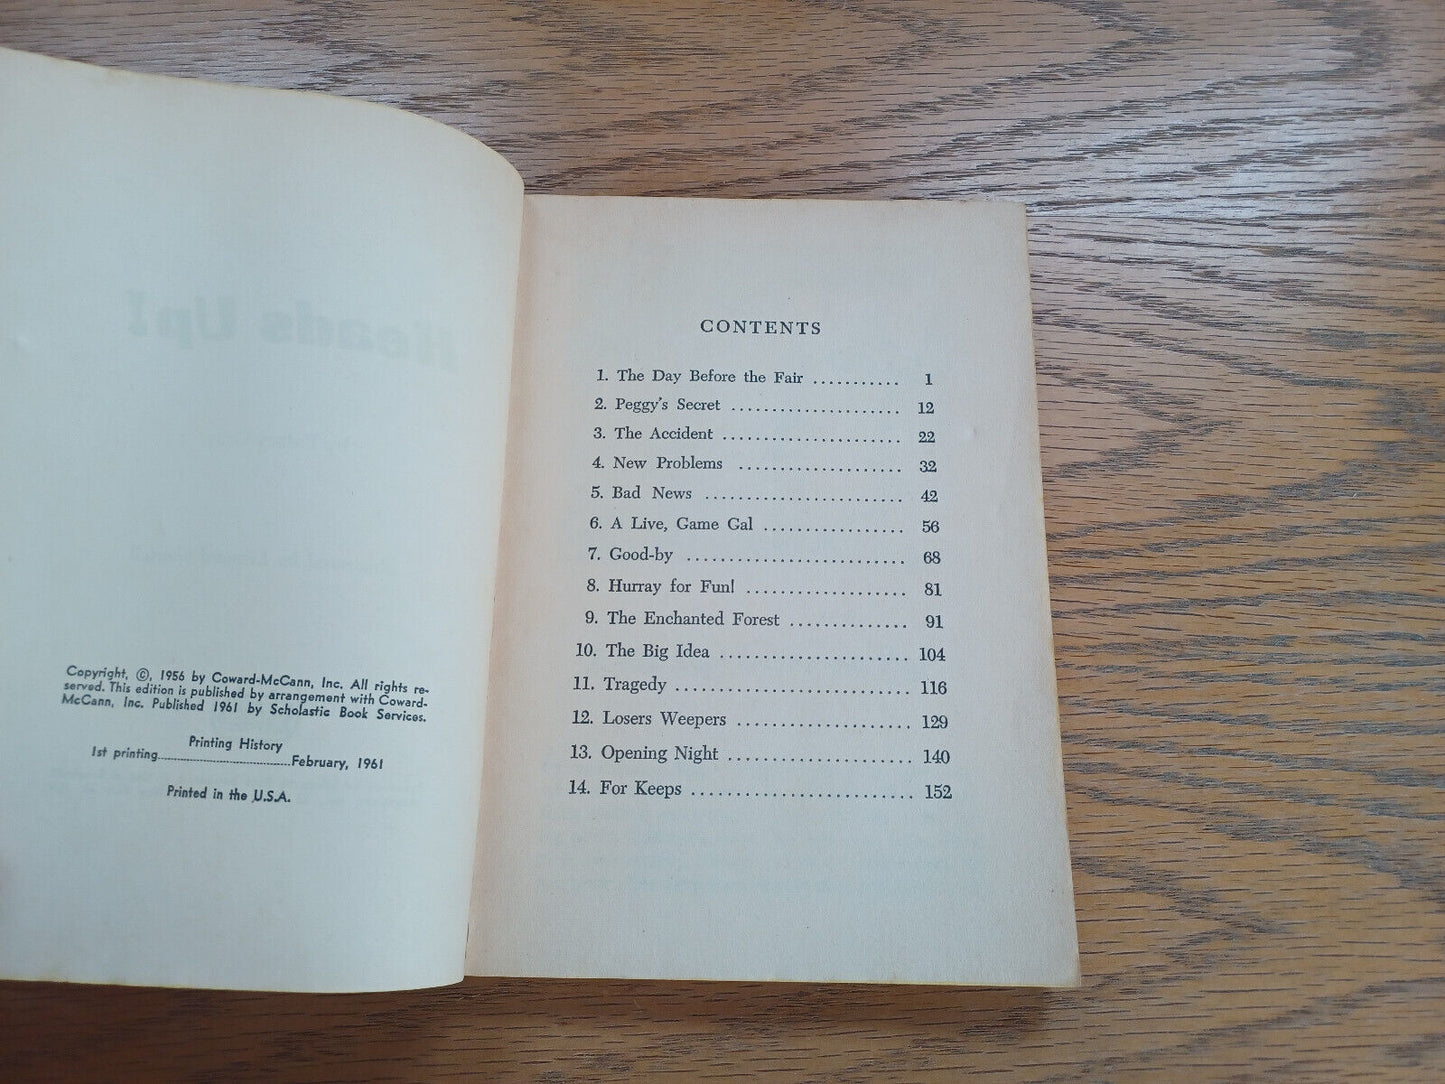 Heads Up!
Copyright, ©, 1956 by Coward-McCann, Inc. All rights re-
served. This edition is published by arrangement with Coward-
McCann, Inc. Published 1961 by Scholastic Book Services.
Printing History
1st printing..............................February, 1961
Printed in the U.S.A.
CONTENTS
1. The Day Before the Fair ........... 1
2. Peggy's Secret ..................... 12
3. The Accident ...................... 22
4. New Problems .................... 32
5. Bad News ........................ 42
6. A Live, Game Gal ................. 56
7. Good-by .......................... 68
8. Hurray for Fun! ................... 81
9. The Enchanted Forest .............. 91
10. The Big Idea ...................... 104
11. Tragedy ............................ 116
12. Losers Weepers .................... 129
13. Opening Night ..................... 140
14. For Keeps ......................... 152